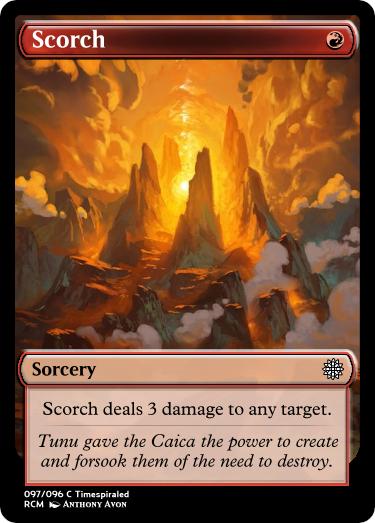 Scorch
Sorcery
Scorch deals 3 damage to any target.
Tunu gave the Caica the power to create
and forsook them of the need to destroy.
097/096 C Timespiraled
RCM Anthony Avon